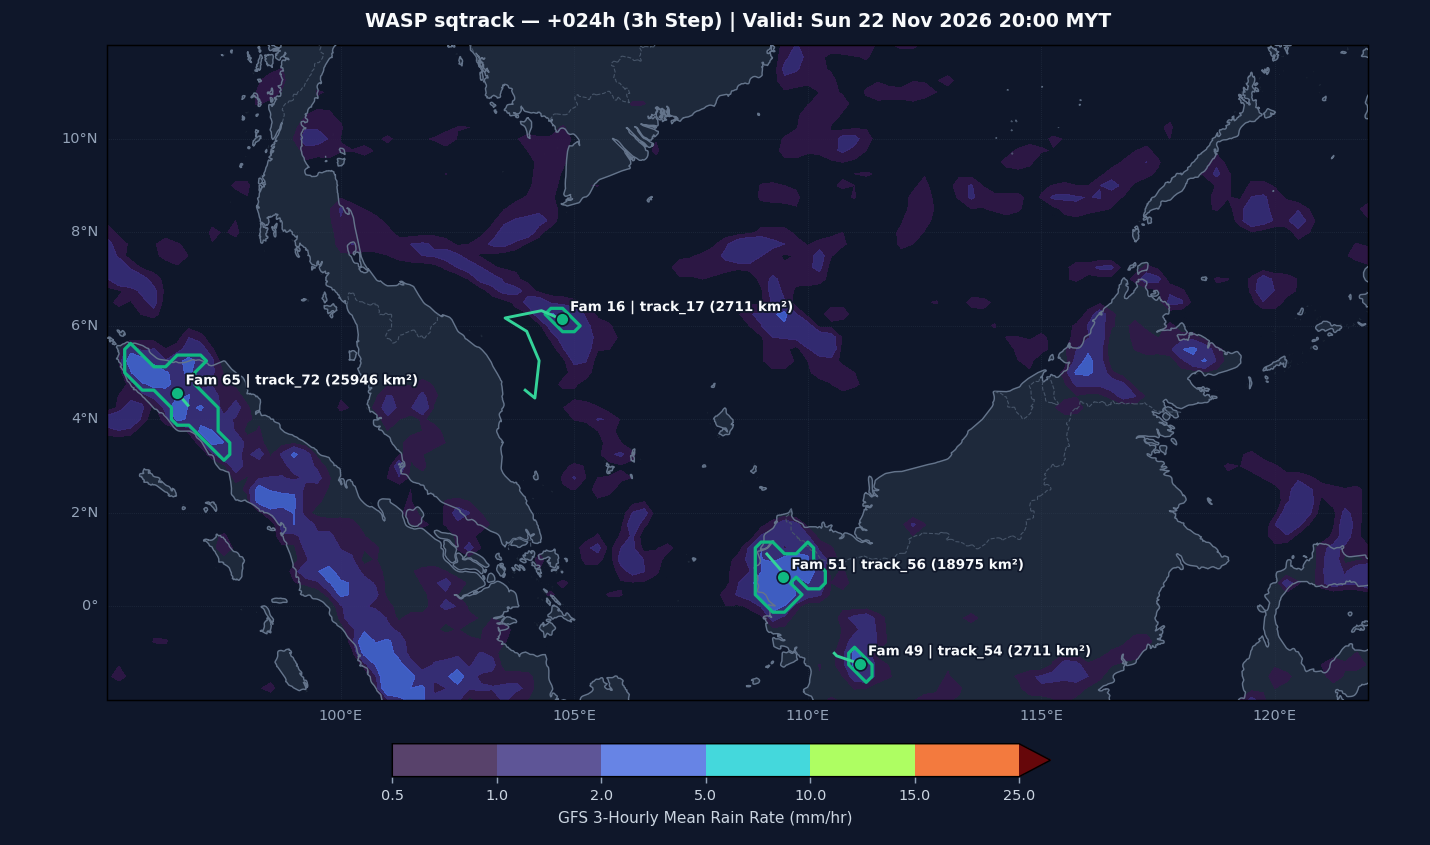 WASP sqtrack — +024h (3h Step) | Valid: Sun 22 Nov 2026 20:00 MYT
10°N
8°N
6°N
4°N
2°N
0°
Fam 16 | track_17 (2711 km²)
Fam 65 | track_72 (25946 km²)
Fam 51 | track_56 (18975 km²)
Fam 49 | track_54 (2711 km²)
100°E 105°E 110°E 115°E 120°E
0.5 1.0 2.0 5.0 10.0 15.0 25.0
GFS 3-Hourly Mean Rain Rate (mm/hr)